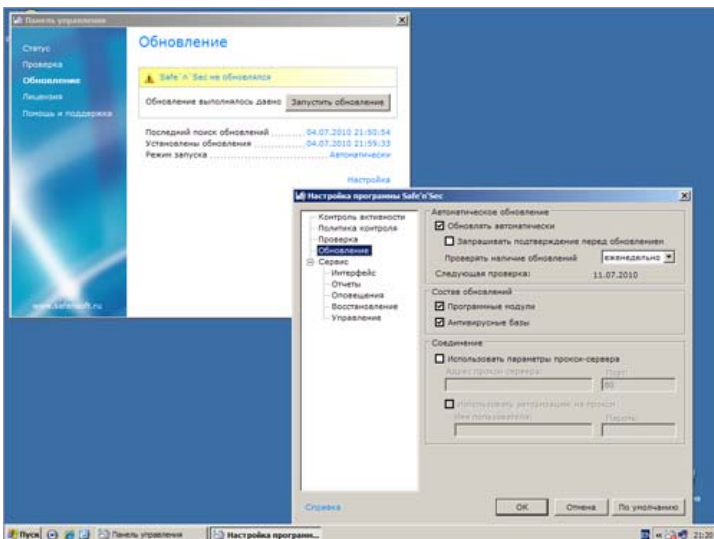 Панель управления
Статус
Проверка
Обновление
Лицензия
Помощь и поддержка
www.safensoft.ru
Обновление
Safe`n`Sec не обновлялся
Обновление выполнялось давно
Запустить обновление
Последний поиск обновлений 04.07.2010 21:50:54
Установлены обновления 04.07.2010 21:59:33
Режим запуска Автоматически
Настройка
Настройка программы Safe'n'Sec
Контроль активности
Политика контроля
Проверка
Обновление
Сервис
Интерфейс
Отчеты
Оповещения
Восстановление
Управление
Автоматическое обновление
Обновлять автоматически
Запрашивать подтверждение перед обновлением
Проверять наличие обновлений еженедельно
Следующая проверка: 11.07.2010
Состав обновлений
Программные модули
Антивирусные базы
Соединение
Использовать параметры прокси-сервера
Адрес прокси-сервера: Порт:
80
Использовать авторизацию на прокси
Имя пользователя: Пароль:
Справка
ОК
Отмена
По умолчанию
Пуск
Панель управления
Настройка програм...
21:20